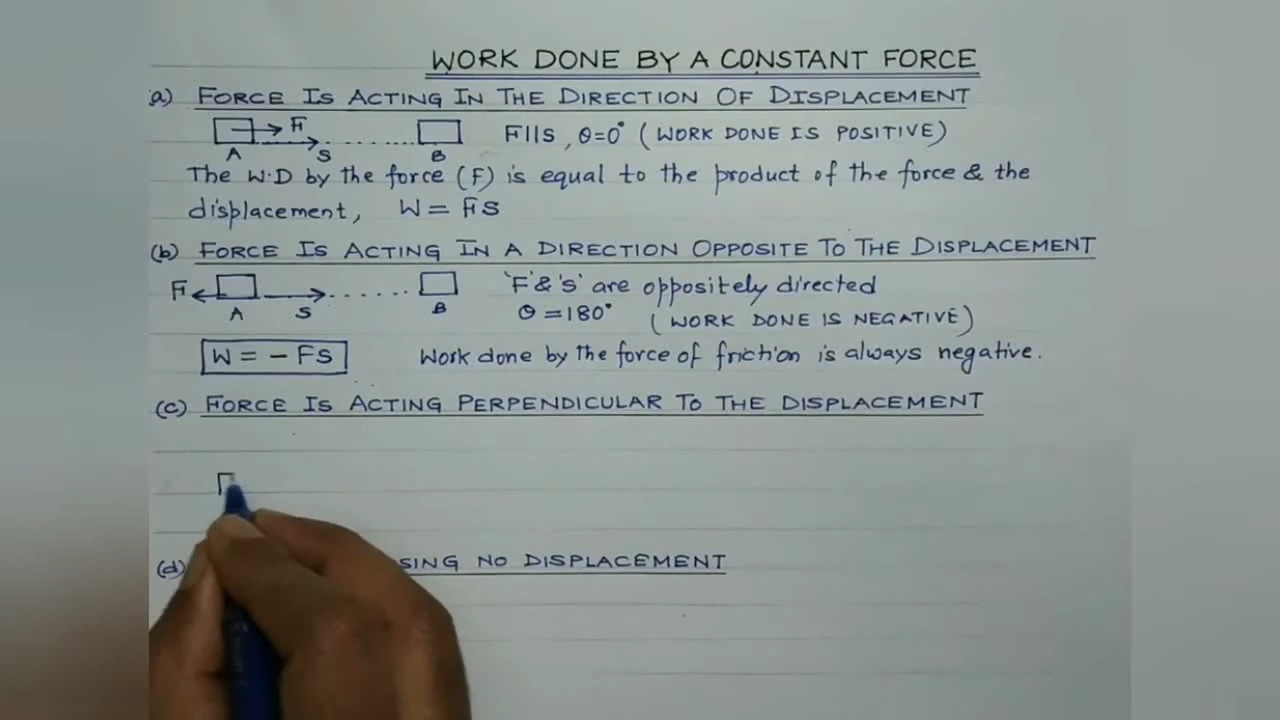 WORK DONE BY A CONSTANT FORCE
a) FORCE IS ACTING IN THE DIRECTION OF DISPLACEMENT
F
A S B
F||s, θ=0° (WORK DONE IS POSITIVE)
The W.D by the force (F) is equal to the product of the force & the
displacement, W = FS
(b) FORCE IS ACTING IN A DIRECTION OPPOSITE TO THE DISPLACEMENT
F
A S B
'F' & 's' are oppositely directed
θ = 180° (WORK DONE IS NEGATIVE)
W = - FS Work done by the force of friction is always negative.
(c) FORCE IS ACTING PERPENDICULAR TO THE DISPLACEMENT
(d) SING NO DISPLACEMENT